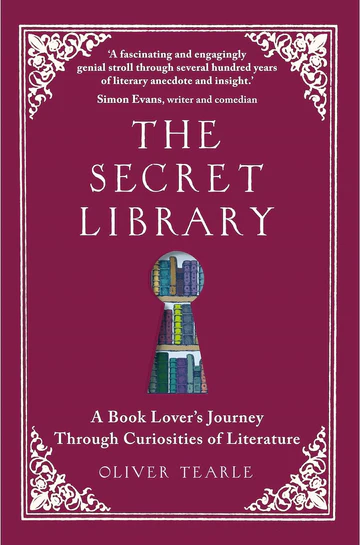 ‘A fascinating and engagingly
genial stroll through several hundred years
of literary anecdote and insight.’
Simon Evans, writer and comedian
THE
SECRET
LIBRARY
A Book Lover’s Journey
Through Curiosities of Literature
OLIVER TEARLE